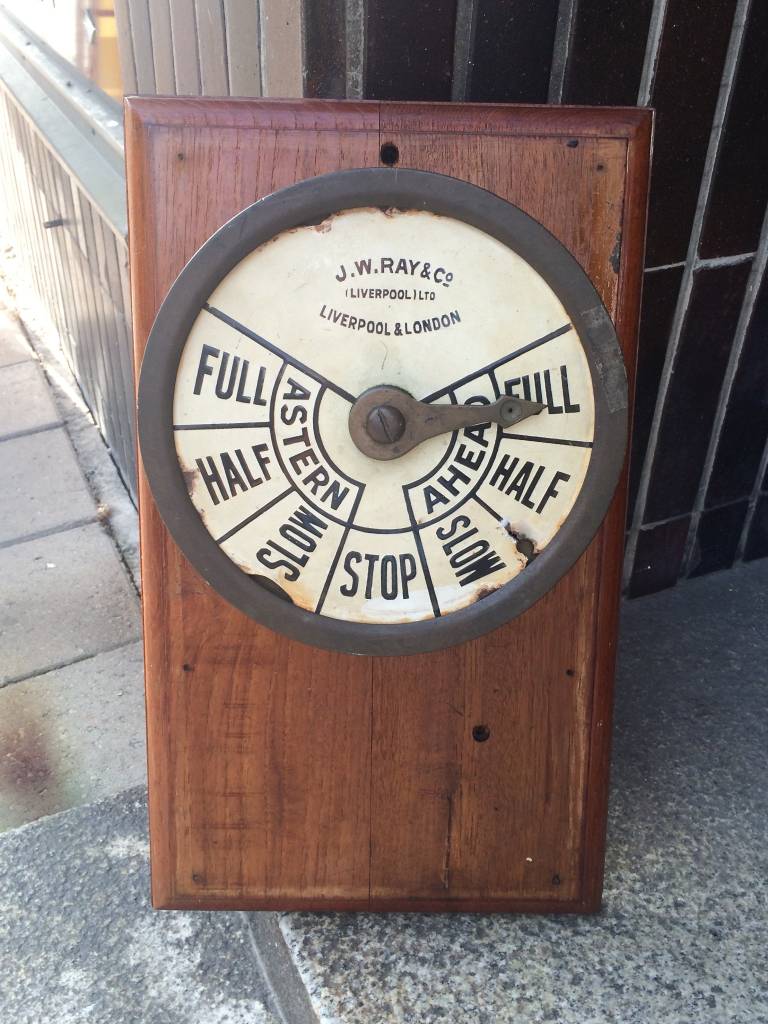 J.W.RAY&Co
(LIVERPOOL) LTD
LIVERPOOL & LONDON
FULL
HALF
SLOW
ASTERN
STOP
SLOW
HALF
FULL
AHEAD